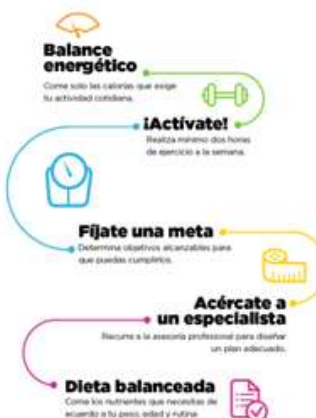 Balance
energético
Come solo las calorías que exige
tu actividad cotidiana.
¡Actívate!
Realiza mínimo dos horas
de ejercicio a la semana.
Fíjate una meta
Determina objetivos alcanzables para
que puedas cumplirlos.
Acércate a
un especialista
Recurre a la asesoría profesional para diseñar
un plan adecuado.
Dieta balanceada
Come los nutrientes que necesitas de
acuerdo a tu peso, edad y rutina